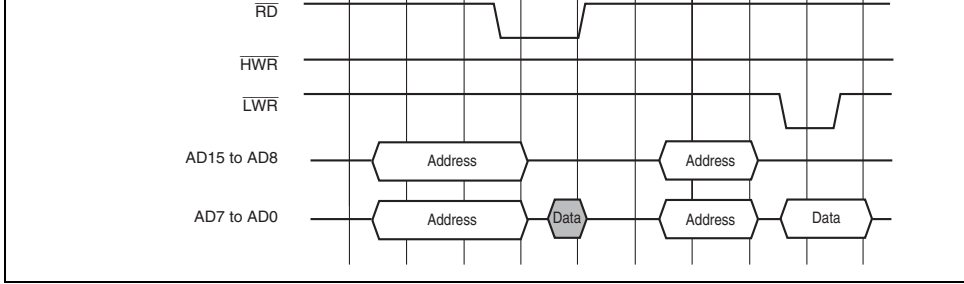 RD
HWR
LWR
AD15 to AD8 Address Address
AD7 to AD0 Address Data Address Data